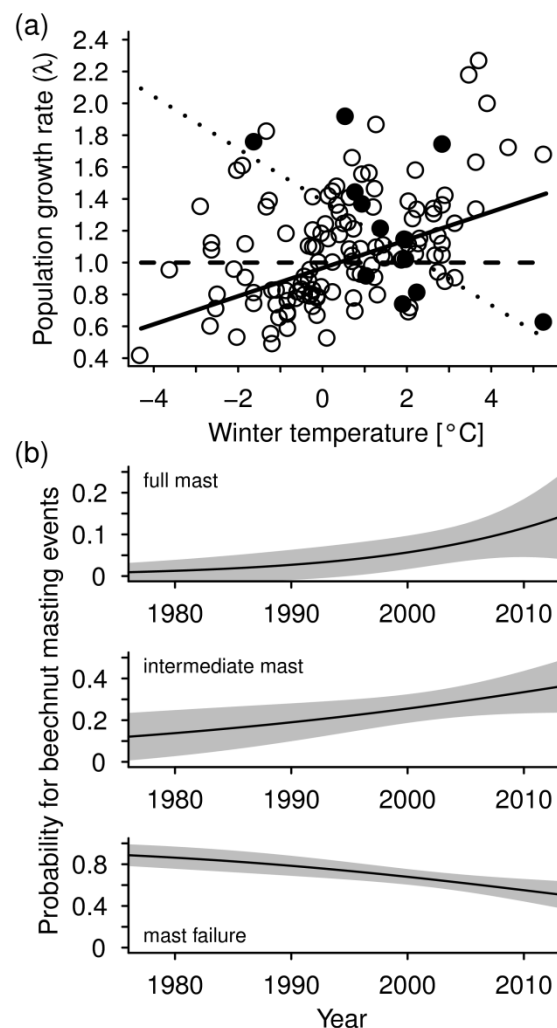 (a)
Population growth rate (λ)
2.4
2.2
2.0
1.8
1.6
1.4
1.2
1.0
0.8
0.6
0.4
−4 −2 0 2 4
Winter temperature [°C]
(b)
Probability for beechnut masting events
full mast
0.2
0.1
0
1980 1990 2000 2010
intermediate mast
0.4
0.2
0
1980 1990 2000 2010
0.8
0.4
0
mast failure
1980 1990 2000 2010
Year